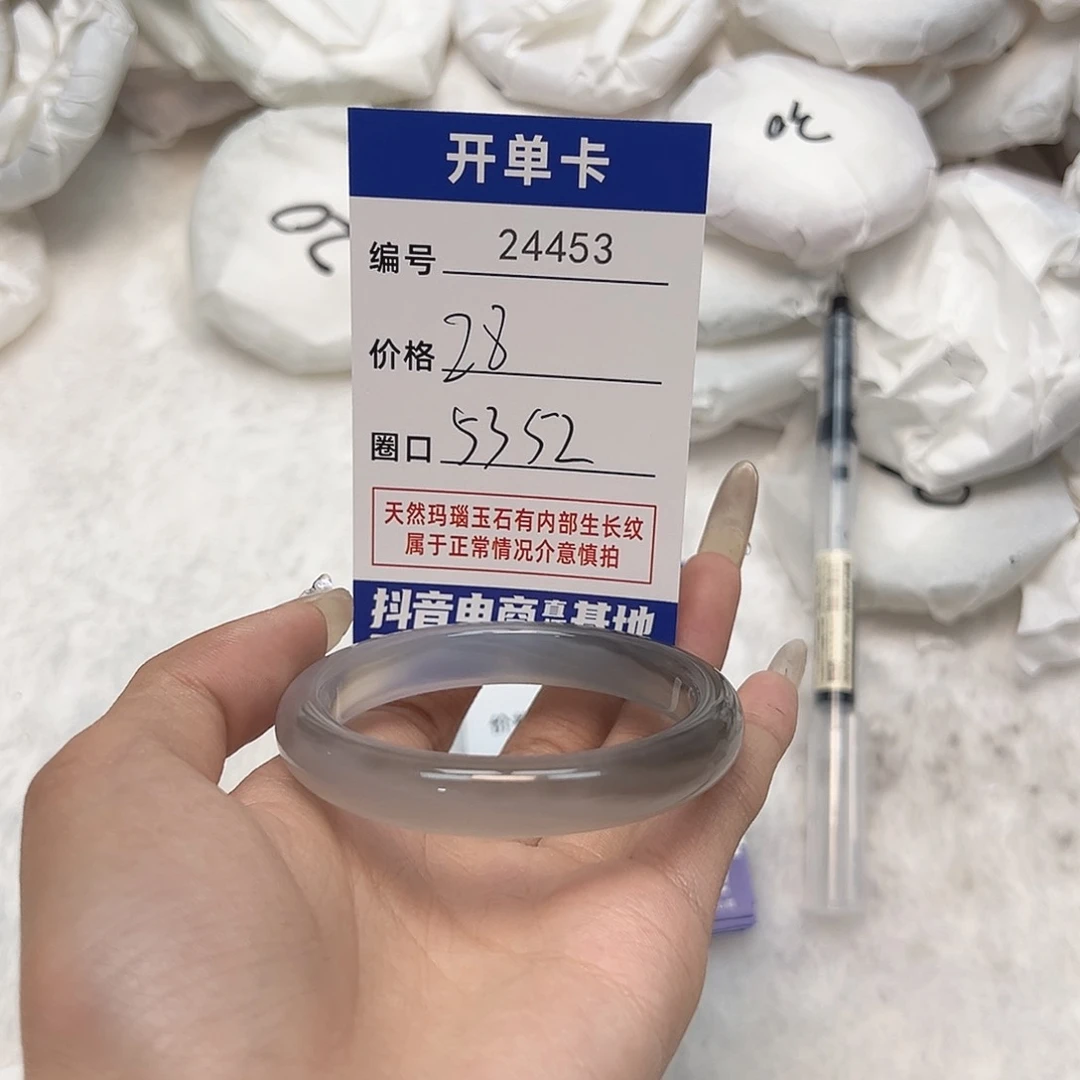 开单卡
编号 24453
价格 28
圈口 5352
天然玛瑙玉石有内部生长纹
属于正常情况介意慎拍
抖音电商直播基地